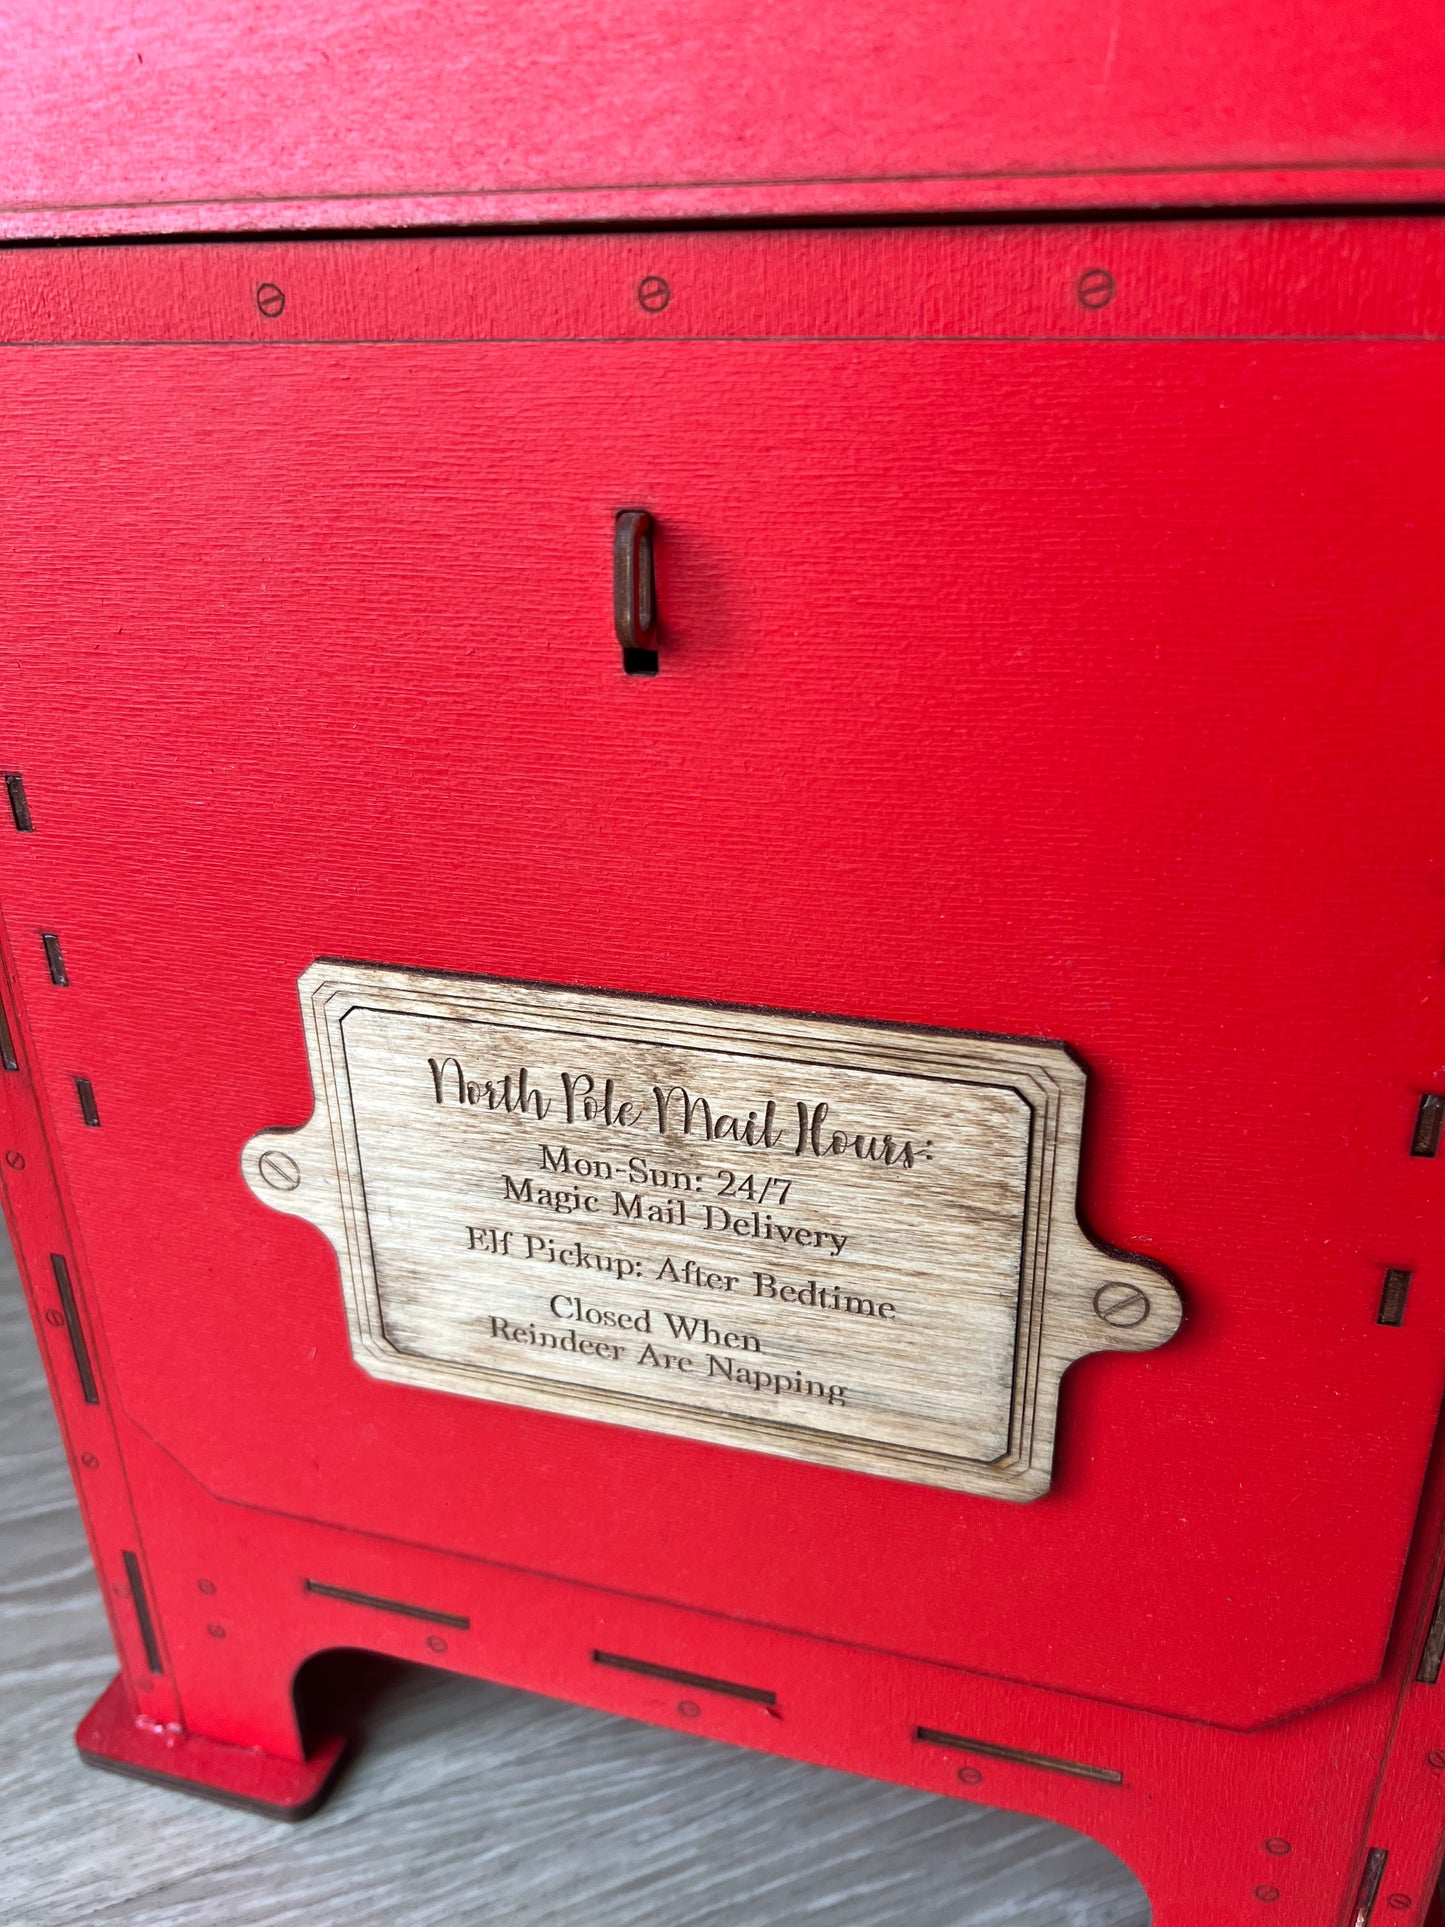 North Pole Mail Hours:
Mon-Sun: 24/7
Magic Mail Delivery
Elf Pickup: After Bedtime
Closed When
Reindeer Are Napping